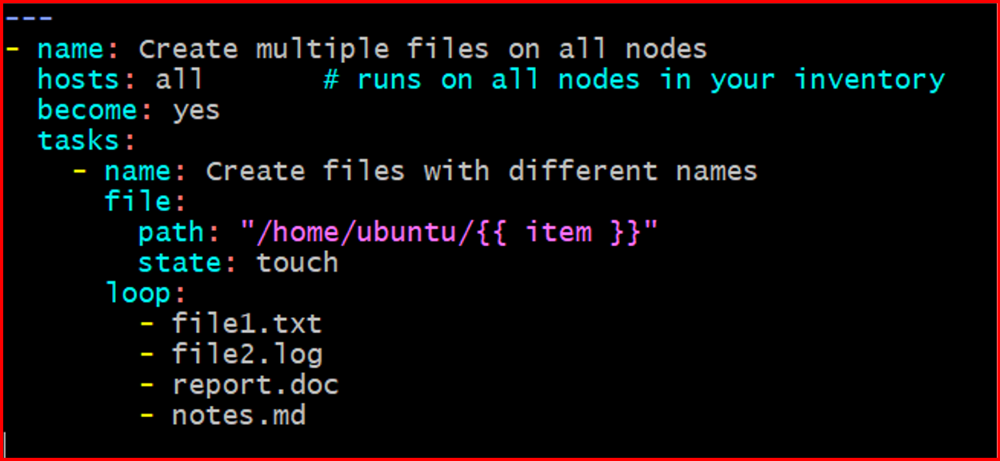 ---
- name: Create multiple files on all nodes
  hosts: all       # runs on all nodes in your inventory
  become: yes
  tasks:
    - name: Create files with different names
      file:
        path: "/home/ubuntu/{{ item }}"
        state: touch
      loop:
        - file1.txt
        - file2.log
        - report.doc
        - notes.md